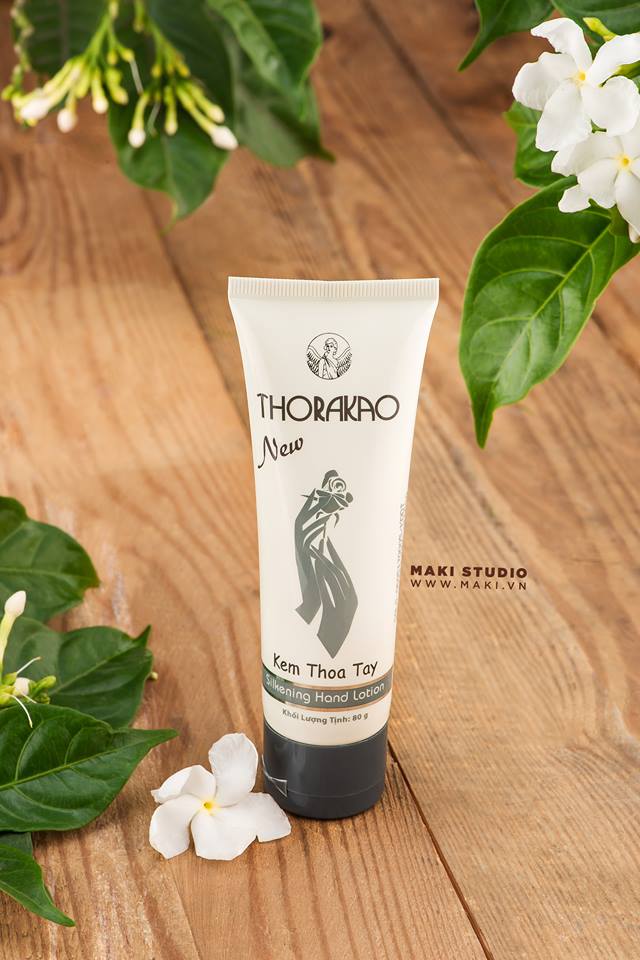 THORAKAO
New
MAKI STUDIO
WWW.MAKI.VN
Kem Thoa Tay
Silkening Hand Lotion
Khối Lượng Tịnh: 80 g